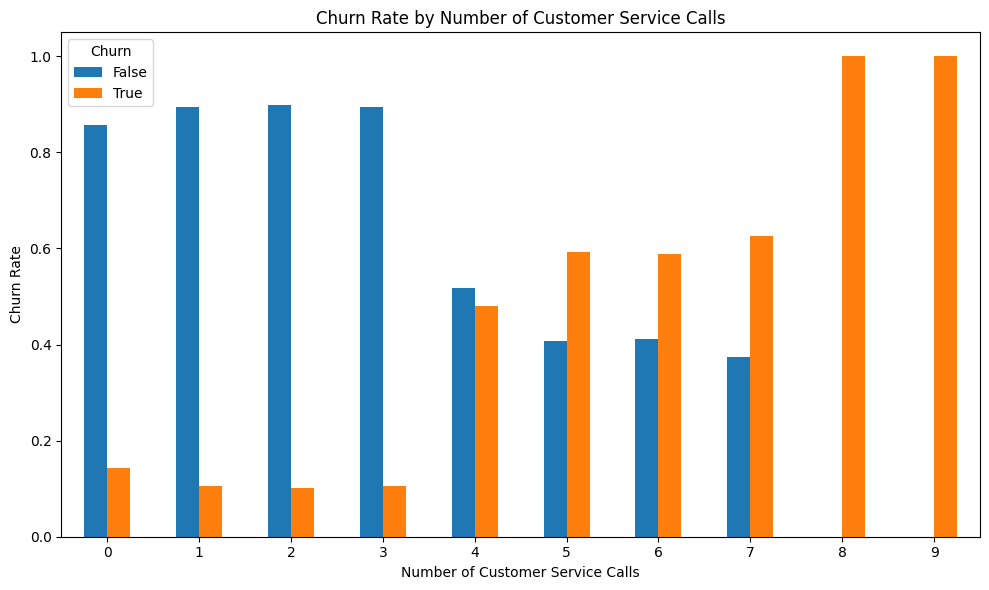 Churn Rate by Number of Customer Service Calls
Churn
False
True
1.0
0.8
0.6
0.4
0.2
0.0
Churn Rate
0 1 2 3 4 5 6 7 8 9
Number of Customer Service Calls